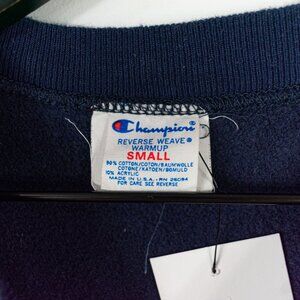 Champion
REVERSE WEAVE®
WARMUP
SMALL
90% COTTON/COTON/BAUMWOLLE
COTONE/KATOEN/BOMULD
10% ACRYLIC
MADE IN U.S.A. - RN 26094
FOR CARE SEE REVERSE